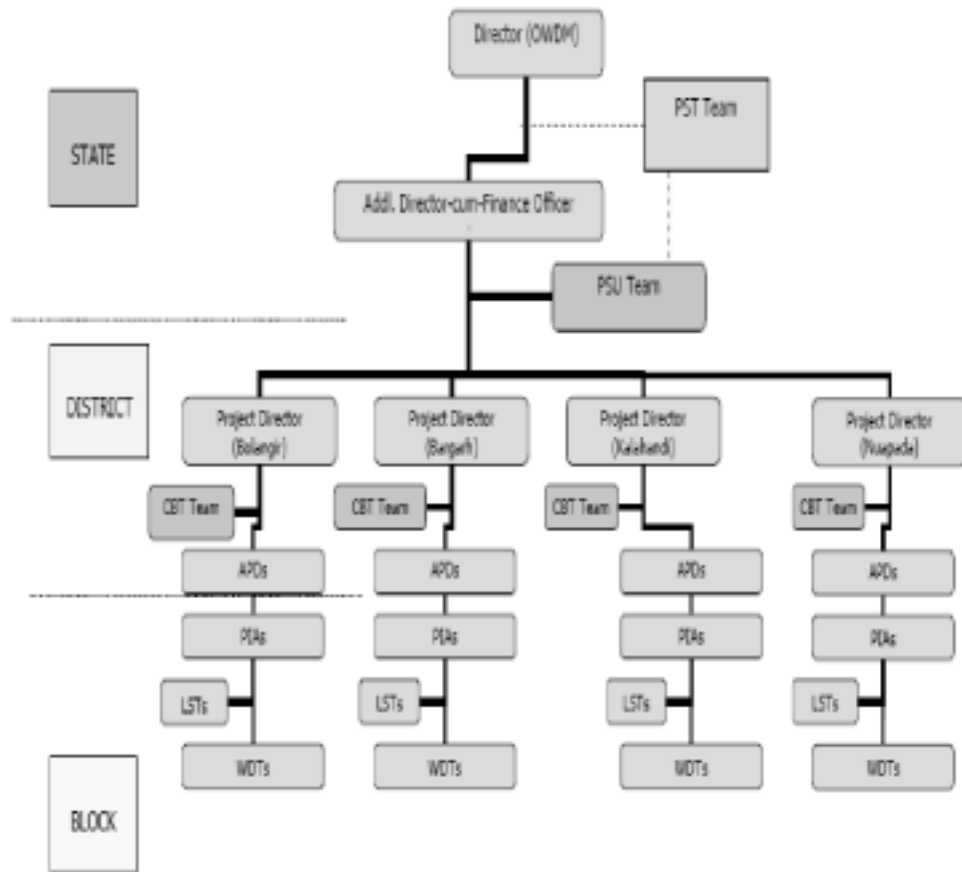 Director (OWDM)
PST Team
STATE
Addl. Director-cum-Finance Officer
PSU Team
DISTRICT
Project Director
(Bolangir)
Project Director
(Bargarh)
Project Director
(Kalahandi)
Project Director
(Nuapada)
CBT Team
CBT Team
CBT Team
CBT Team
APDs
APDs
APDs
APDs
PIAs
PIAs
PIAs
PIAs
LSTs
LSTs
LSTs
LSTs
WDTs
WDTs
WDTs
WDTs
BLOCK